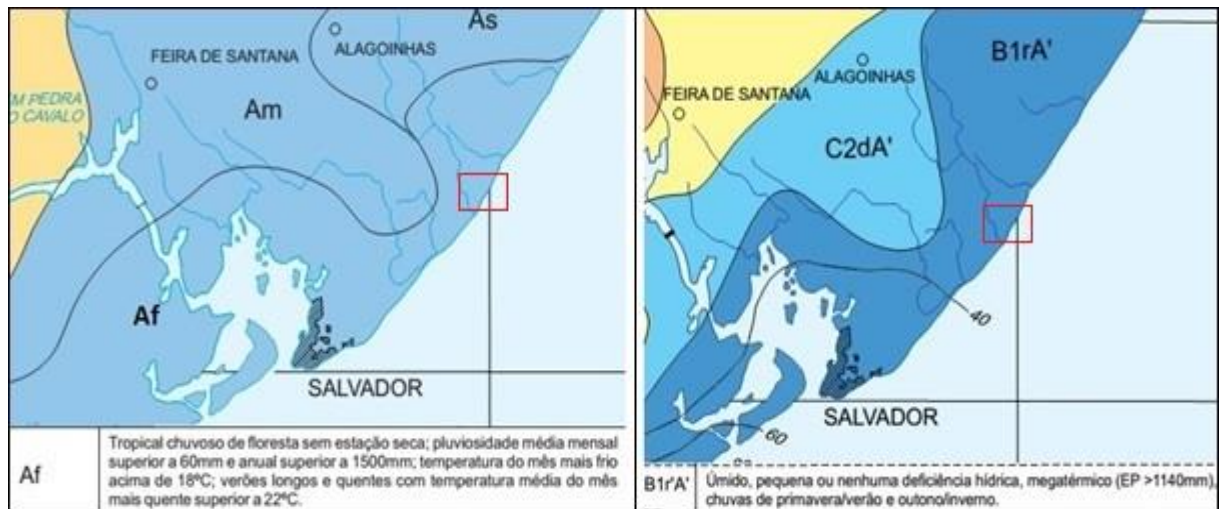 As
FEIRA DE SANTANA
ALAGOINHAS
M PEDRA
O CAVALO
Am
Af
SALVADOR
Af
Tropical chuvoso de floresta sem estação seca; pluviosidade média mensal
superior a 60mm e anual superior a 1500mm; temperatura do mês mais frio
acima de 18ºC; verões longos e quentes com temperatura média do mês
mais quente superior a 22ºC.
B1rA'
ALAGOINHAS
FEIRA DE SANTANA
C2dA'
40
SALVADOR
60
B1r'A'
Úmido, pequena ou nenhuma deficiência hídrica, megatérmico (EP >1140mm),
chuvas de primavera/verão e outono/inverno.